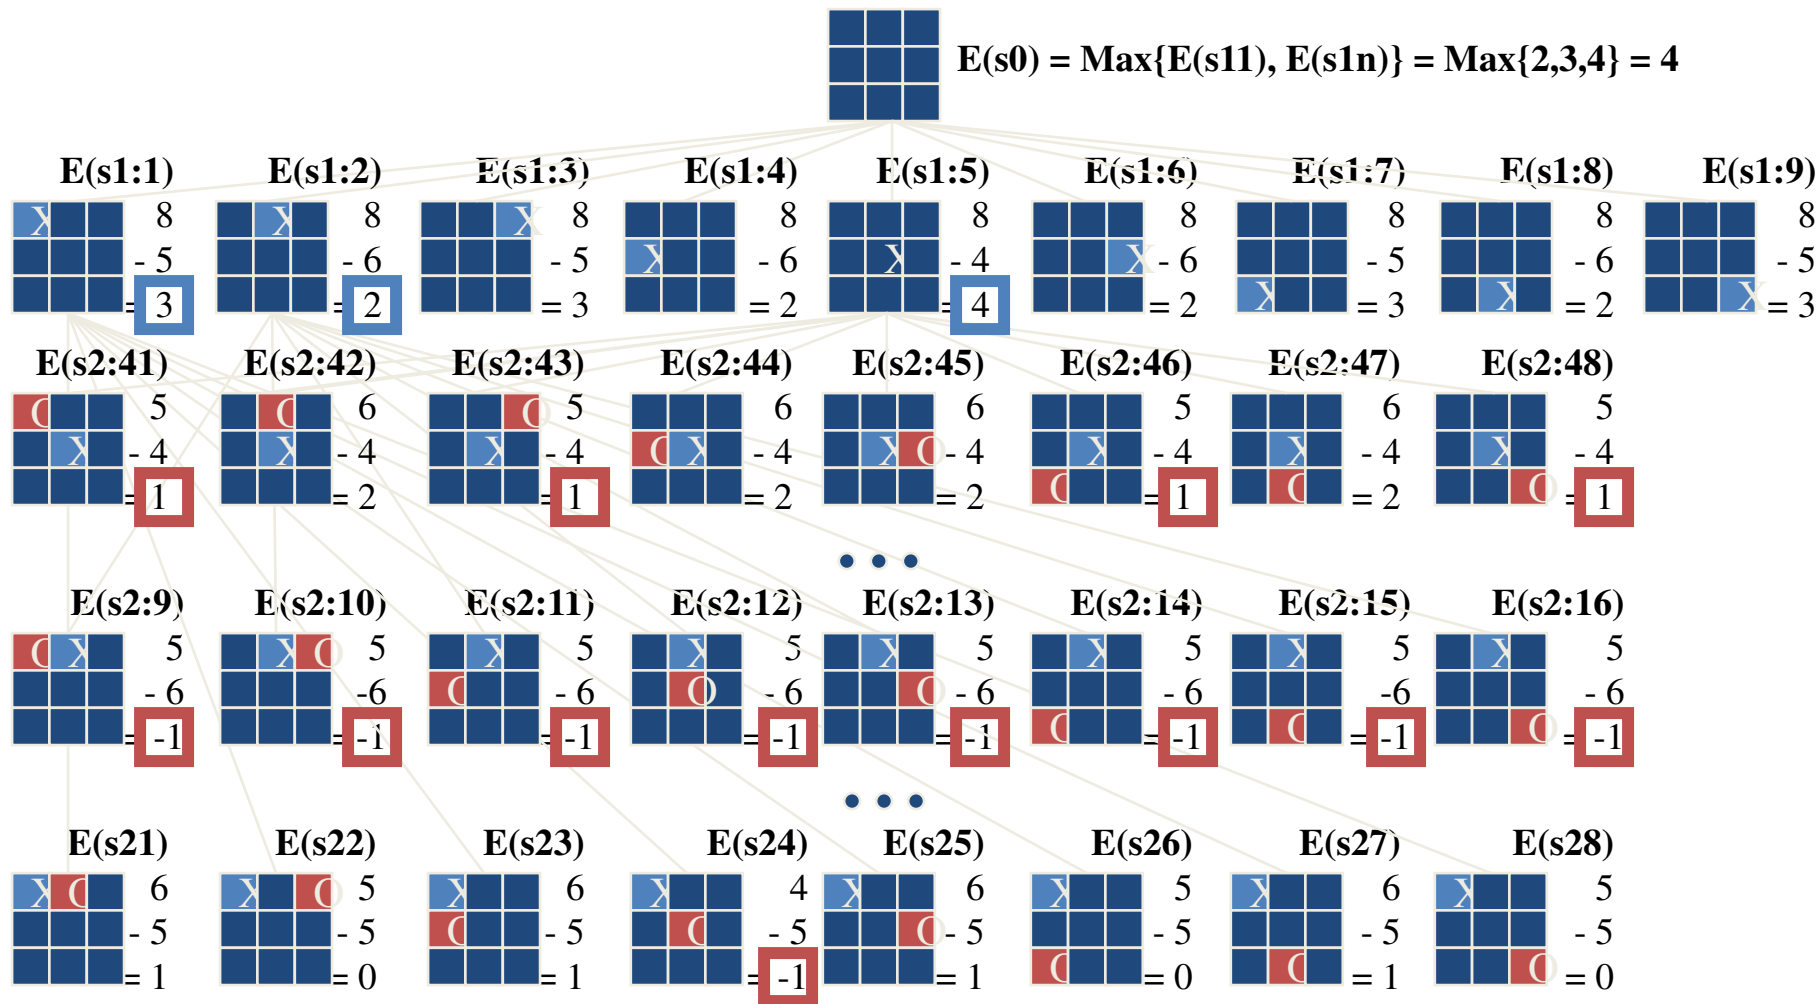 E(s0) = Max{E(s11), E(s1n)} = Max{2,3,4} = 4
E(s1:1) E(s1:2) E(s1:3) E(s1:4) E(s1:5) E(s1:6) E(s1:7) E(s1:8) E(s1:9)
X 8 X 8 X 8 8 8 8 8 8 8
- 5 - 6 - 5 X - 6 X - 4 X - 6 - 5 - 6 - 5
= 3 = 2 = 3 = 2 = 4 = 2 X = 3 X = 2 X = 3
E(s2:41) E(s2:42) E(s2:43) E(s2:44) E(s2:45) E(s2:46) E(s2:47) E(s2:48)
O 5 O 6 O 5 6 6 5 6 5
X - 4 X - 4 X - 4 O X - 4 X O - 4 X - 4 X - 4 X - 4
= 1 = 2 = 1 = 2 = 2 O = 1 O = 2 O = 1
• • •
E(s2:9) E(s2:10) E(s2:11) E(s2:12) E(s2:13) E(s2:14) E(s2:15) E(s2:16)
O X 5 X O 5 X 5 X 5 X 5 X 5 X 5 X 5
- 6 -6 O - 6 O - 6 O - 6 - 6 -6 - 6
= -1 = -1 = -1 = -1 = -1 O = -1 O = -1 O = -1
• • •
E(s21) E(s22) E(s23) E(s24) E(s25) E(s26) E(s27) E(s28)
X O 6 X O 5 X 6 X 4 X 6 X 5 X 6 X 5
- 5 - 5 O - 5 O - 5 O - 5 - 5 - 5 - 5
= 1 = 0 = 1 = -1 = 1 O = 0 O = 1 O = 0